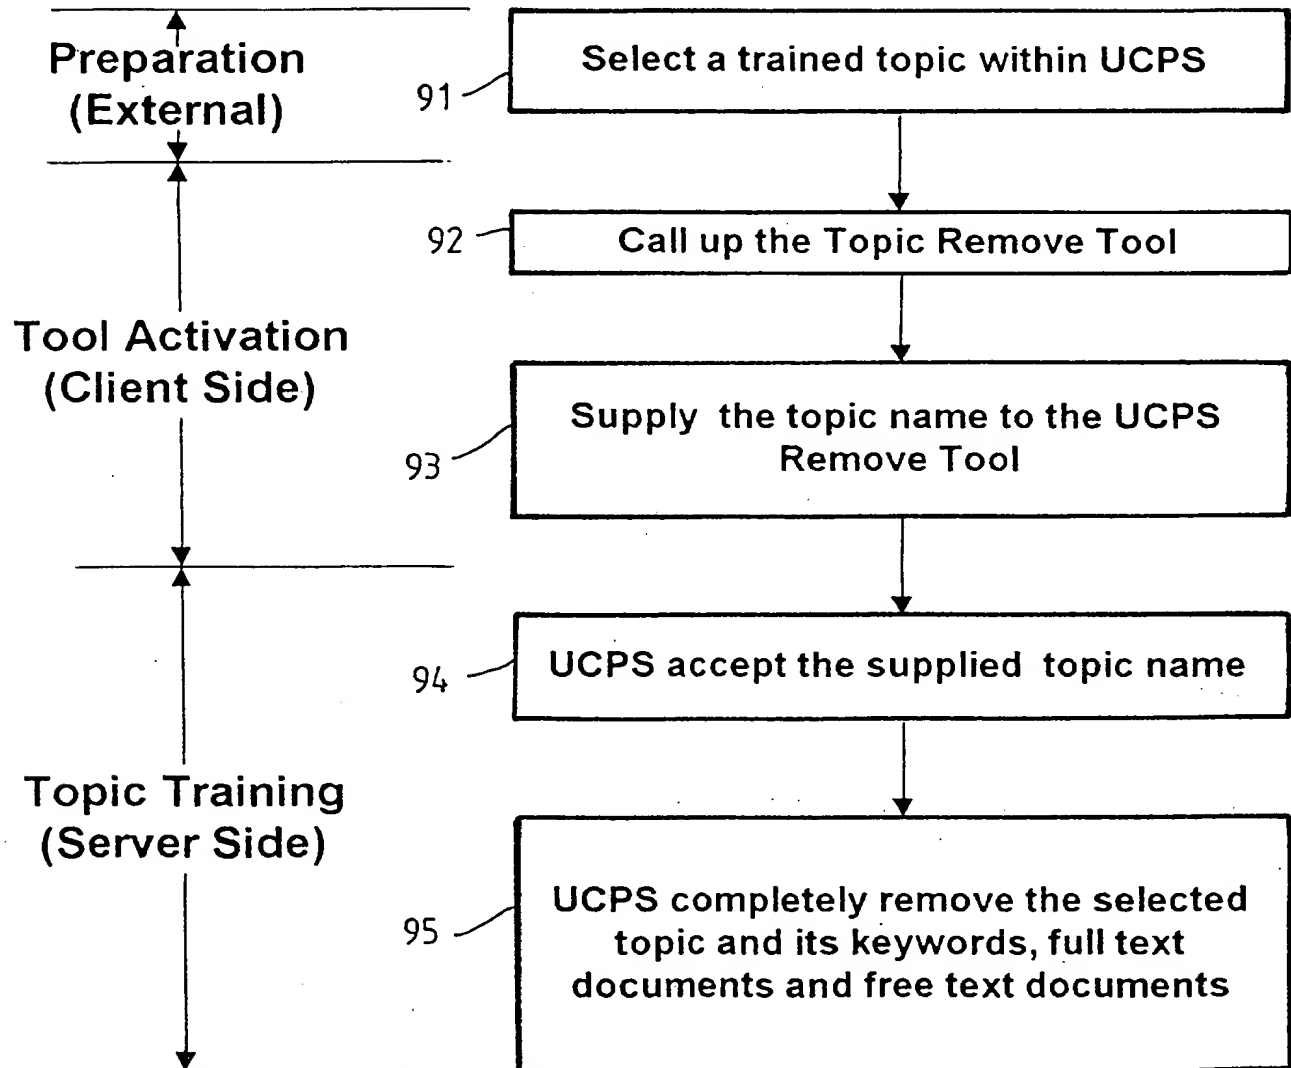 Preparation
(External)
91
Select a trained topic within UCPS
92
Call up the Topic Remove Tool
Tool Activation
(Client Side)
93
Supply the topic name to the UCPS
Remove Tool
94
UCPS accept the supplied topic name
Topic Training
(Server Side)
95
UCPS completely remove the selected
topic and its keywords, full text
documents and free text documents